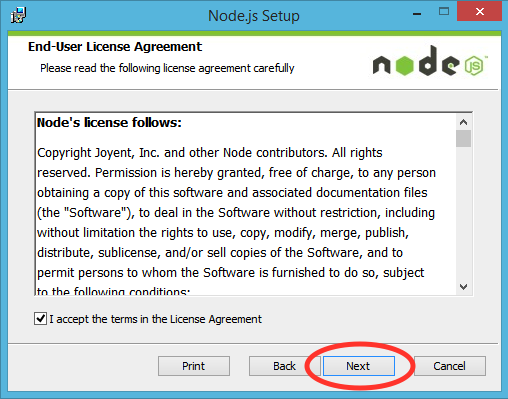 Node.js Setup
End-User License Agreement
Please read the following license agreement carefully
node
JS
Node's license follows:
Copyright Joyent, Inc. and other Node contributors. All rights
reserved. Permission is hereby granted, free of charge, to any person
obtaining a copy of this software and associated documentation files
(the "Software"), to deal in the Software without restriction, including
without limitation the rights to use, copy, modify, merge, publish,
distribute, sublicense, and/or sell copies of the Software, and to
permit persons to whom the Software is furnished to do so, subject
to the following conditions:
I accept the terms in the License Agreement
Print Back Next Cancel